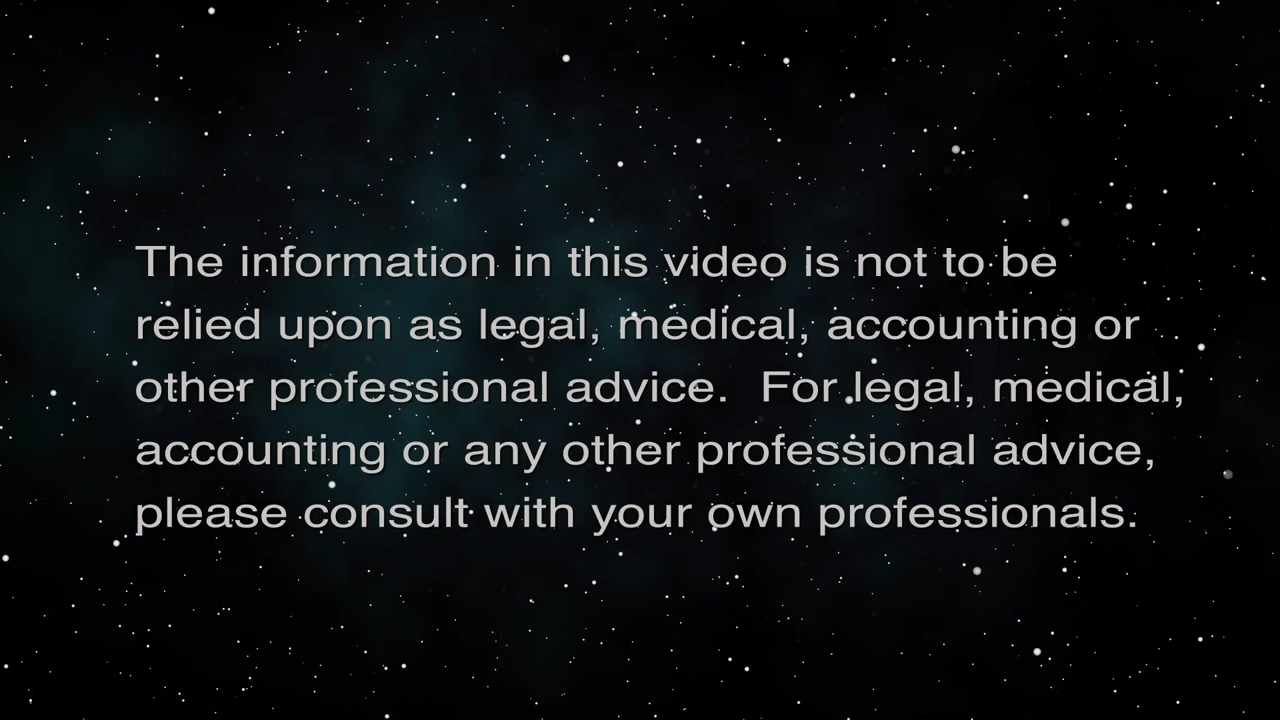 The information in this video is not to be
relied upon as legal, medical, accounting or
other professional advice.  For legal, medical,
accounting or any other professional advice,
please consult with your own professionals.